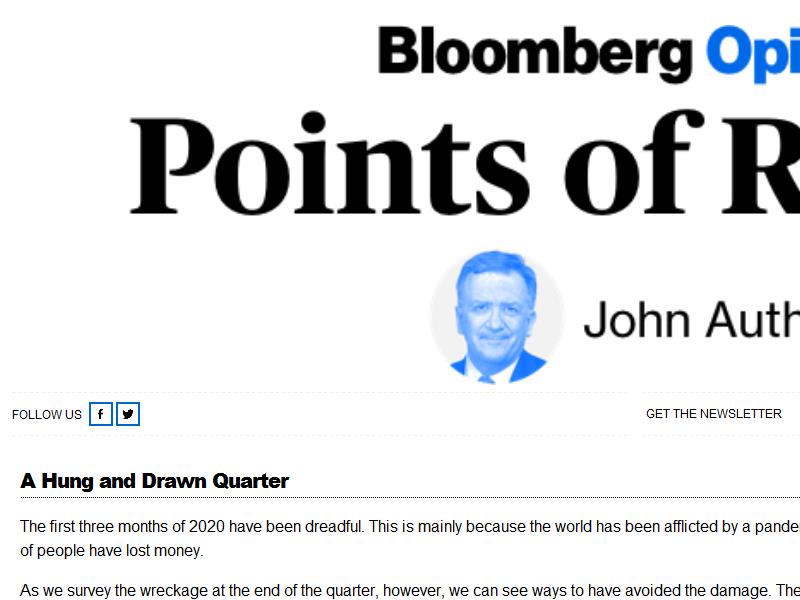 Bloomberg Opi
Points of R
John Auth
FOLLOW US
GET THE NEWSLETTER
A Hung and Drawn Quarter
The first three months of 2020 have been dreadful. This is mainly because the world has been afflicted by a pande
of people have lost money.
As we survey the wreckage at the end of the quarter, however, we can see ways to have avoided the damage. The